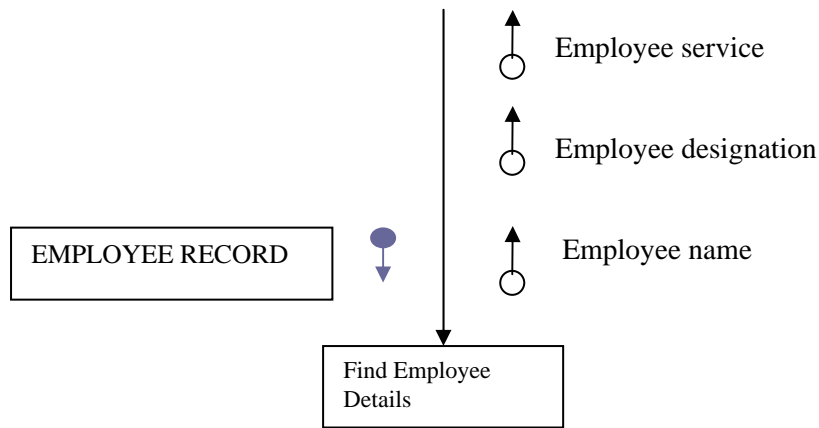 Employee service
Employee designation
EMPLOYEE RECORD
Employee name
Find Employee
Details